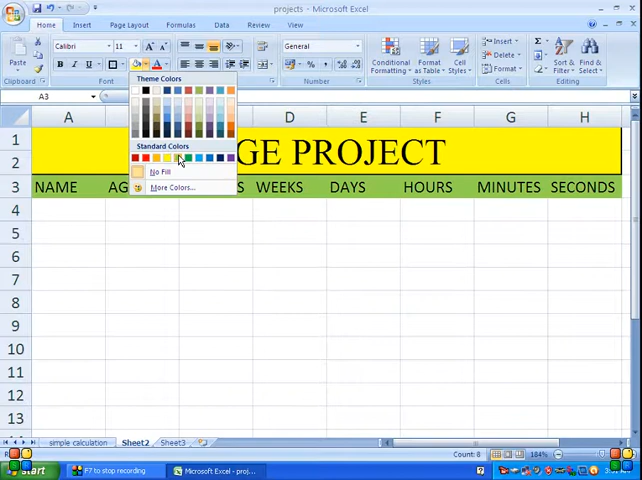 projects - Microsoft Excel
Home Insert Page Layout Formulas Data Review View
Calibri 11 General Insert Σ
Paste Conditional Formatting Format as Table Cell Styles Delete Format Sort & Filter Find & Select
B I U $ % ,
Clipboard Alignment Number Styles Cells Editing
A3
Theme Colors
Standard Colors
No Fill
More Colors...
A D E F G H
1
2 GE PROJECT
3 NAME AG S WEEKS DAYS HOURS MINUTES SECONDS
4
5
6
7
8
9
10
11
12
13
simple calculation Sheet2 Sheet3
Count: 8 184%
start F7 to stop recording Microsoft Excel - proj...